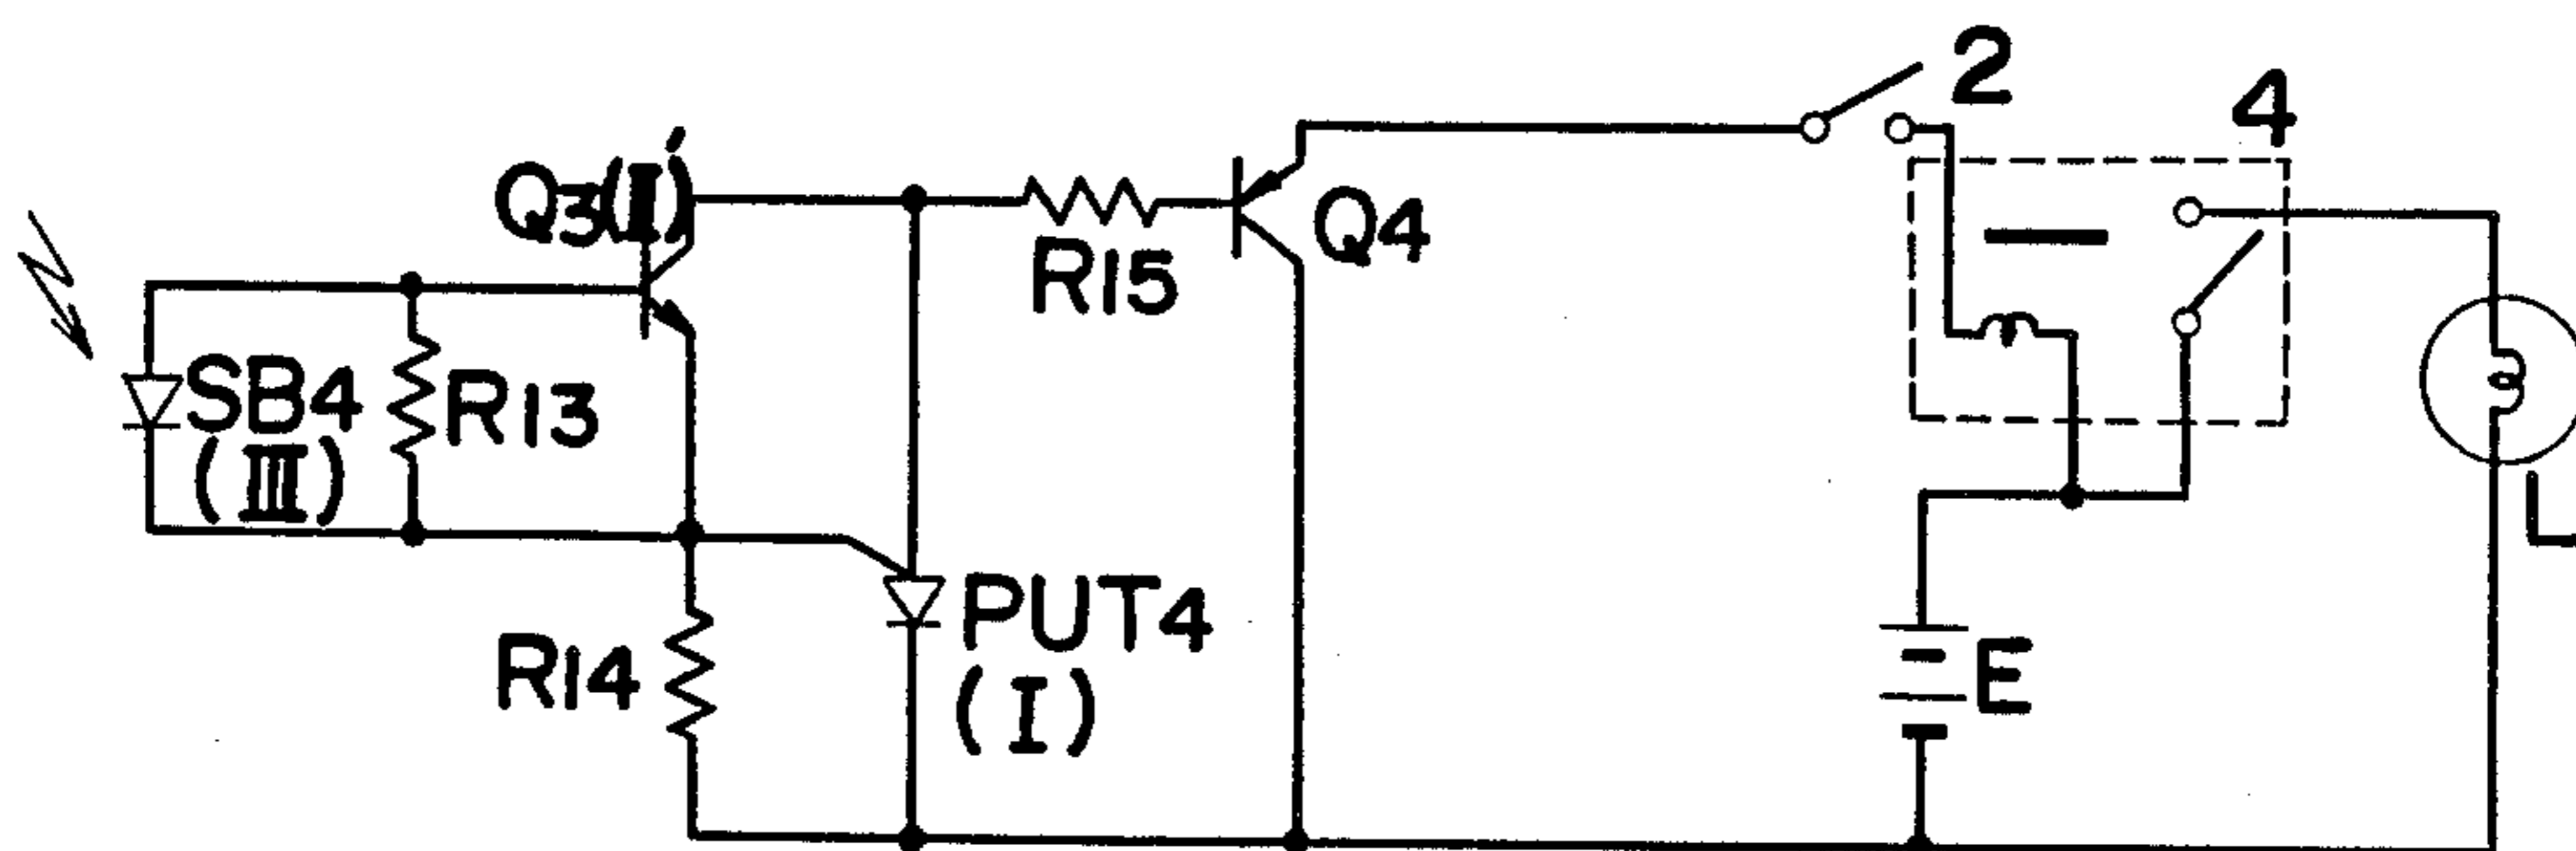 2
4
Q3(II')
Q4
R15
SB4
(III)
R13
PUT4
(I)
R14
E
L